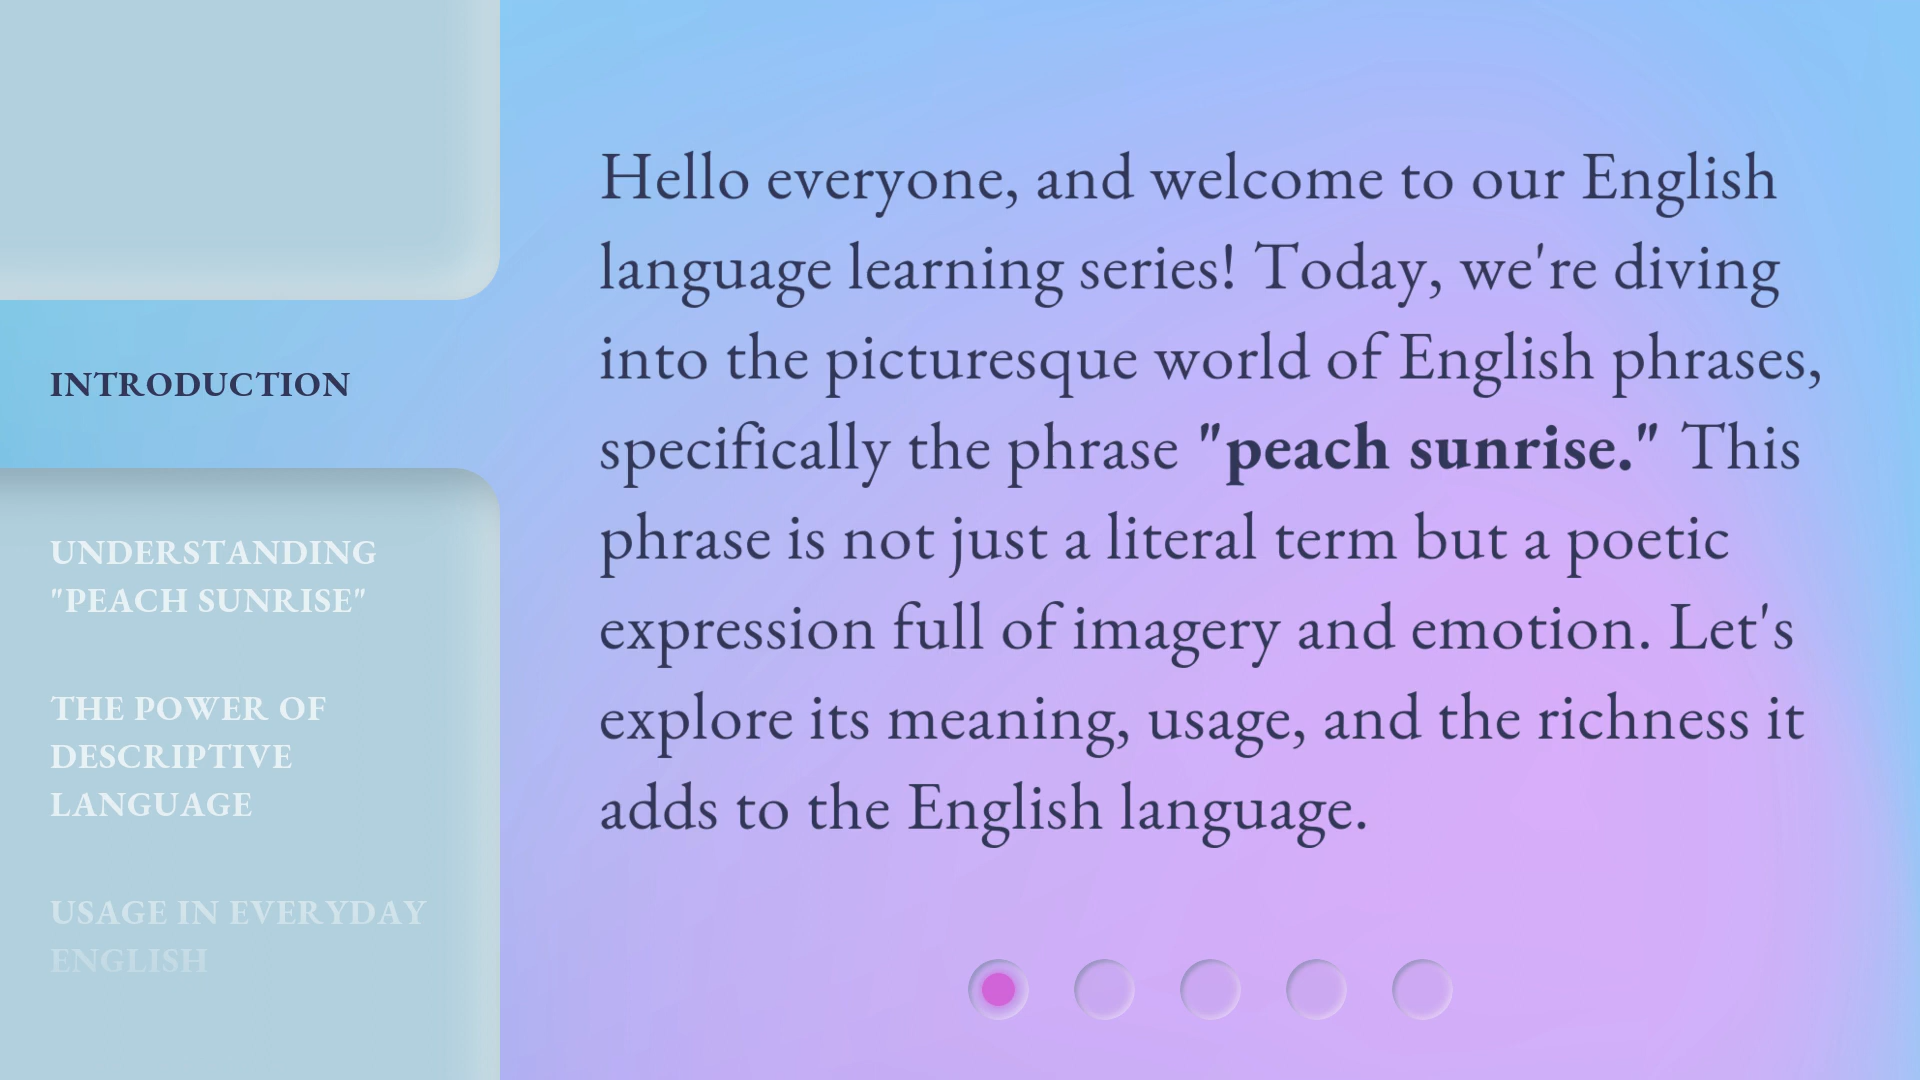 INTRODUCTION
UNDERSTANDING
"PEACH SUNRISE"
THE POWER OF
DESCRIPTIVE
LANGUAGE
USAGE IN EVERYDAY
ENGLISH
Hello everyone, and welcome to our English
language learning series! Today, we're diving
into the picturesque world of English phrases,
specifically the phrase "peach sunrise." This
phrase is not just a literal term but a poetic
expression full of imagery and emotion. Let's
explore its meaning, usage, and the richness it
adds to the English language.